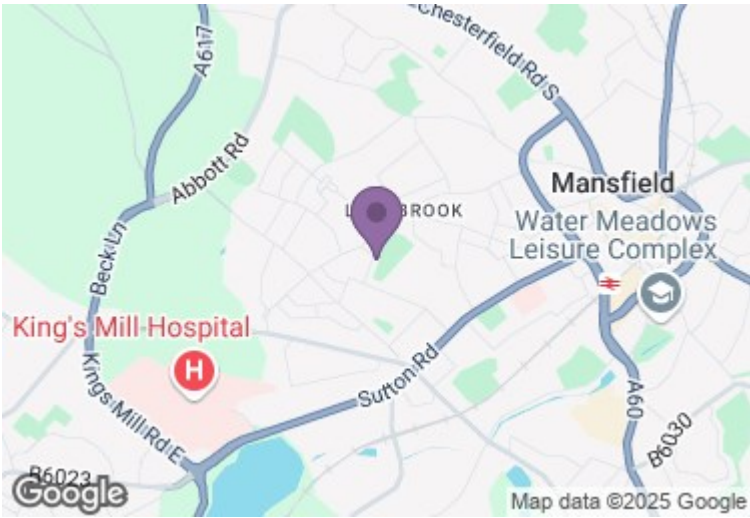 Chesterfield Rd S
A617
Abbott Rd
Mansfield
BROOK
Water Meadows
Leisure Complex
Beck Ln
King's Mill Hospital
H
Kings Mill Rd E
Sutton Rd
A60
B6030
B6023
Google
Map data ©2025 Google